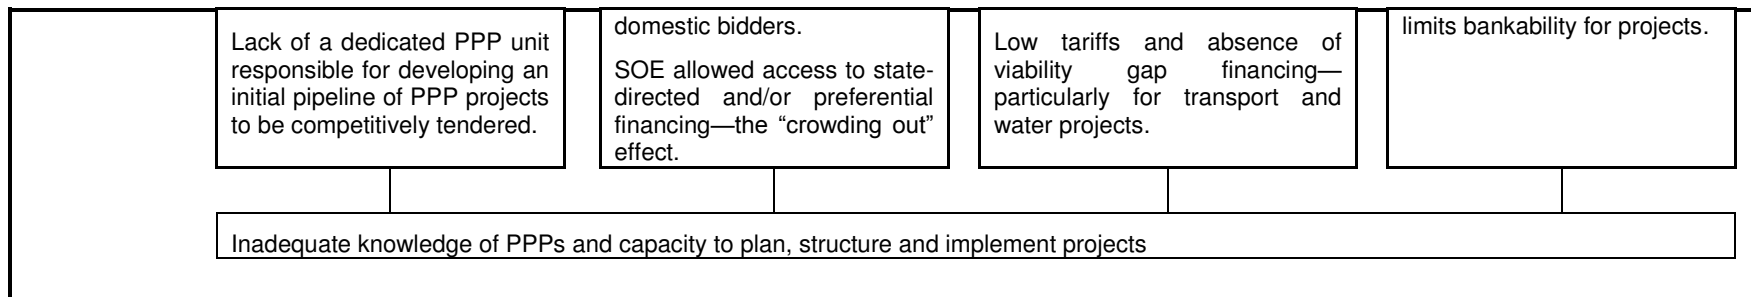 Lack of a dedicated PPP unit
responsible for developing an
initial pipeline of PPP projects
to be competitively tendered.
domestic bidders.
SOE allowed access to state-
directed and/or preferential
financing—the “crowding out”
effect.
Low tariffs and absence of
viability gap financing—
particularly for transport and
water projects.
limits bankability for projects.
Inadequate knowledge of PPPs and capacity to plan, structure and implement projects